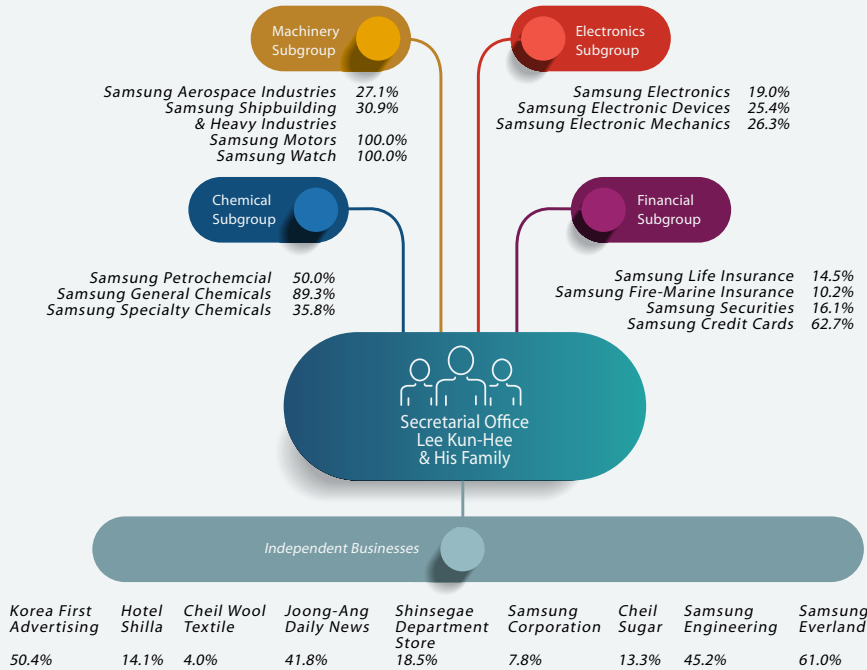 Machinery
Subgroup
Electronics
Subgroup
Samsung Aerospace Industries 27.1%
Samsung Shipbuilding 30.9%
& Heavy Industries
Samsung Motors 100.0%
Samsung Watch 100.0%
Samsung Electronics 19.0%
Samsung Electronic Devices 25.4%
Samsung Electronic Mechanics 26.3%
Chemical
Subgroup
Financial
Subgroup
Samsung Petrochemcial 50.0%
Samsung General Chemicals 89.3%
Samsung Specialty Chemicals 35.8%
Samsung Life Insurance 14.5%
Samsung Fire-Marine Insurance 10.2%
Samsung Securities 16.1%
Samsung Credit Cards 62.7%
Secretarial Office
Lee Kun-Hee
& His Family
Independent Businesses
Korea First
Advertising
50.4%
Hotel
Shilla
14.1%
Cheil Wool
Textile
4.0%
Joong-Ang
Daily News
41.8%
Shinsegae
Department
Store
18.5%
Samsung
Corporation
7.8%
Cheil
Sugar
13.3%
Samsung
Engineering
45.2%
Samsung
Everland
61.0%